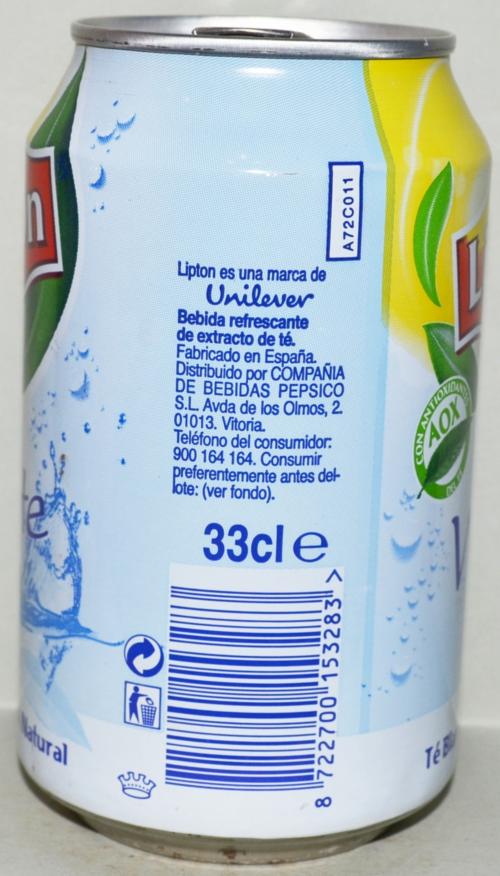 A72C011
Lipton es una marca de
Unilever
Bebida refrescante
de extracto de té.
Fabricado en España.
Distribuido por COMPAÑIA
DE BEBIDAS PEPSICO
S.L. Avda de los Olmos, 2.
01013. Vitoria.
Teléfono del consumidor:
900 164 164. Consumir
preferentemente antes del-
lote: (ver fondo).
33cl e
8 722700 153283 >
CON ANTIOXIDANTES
AOX
Té